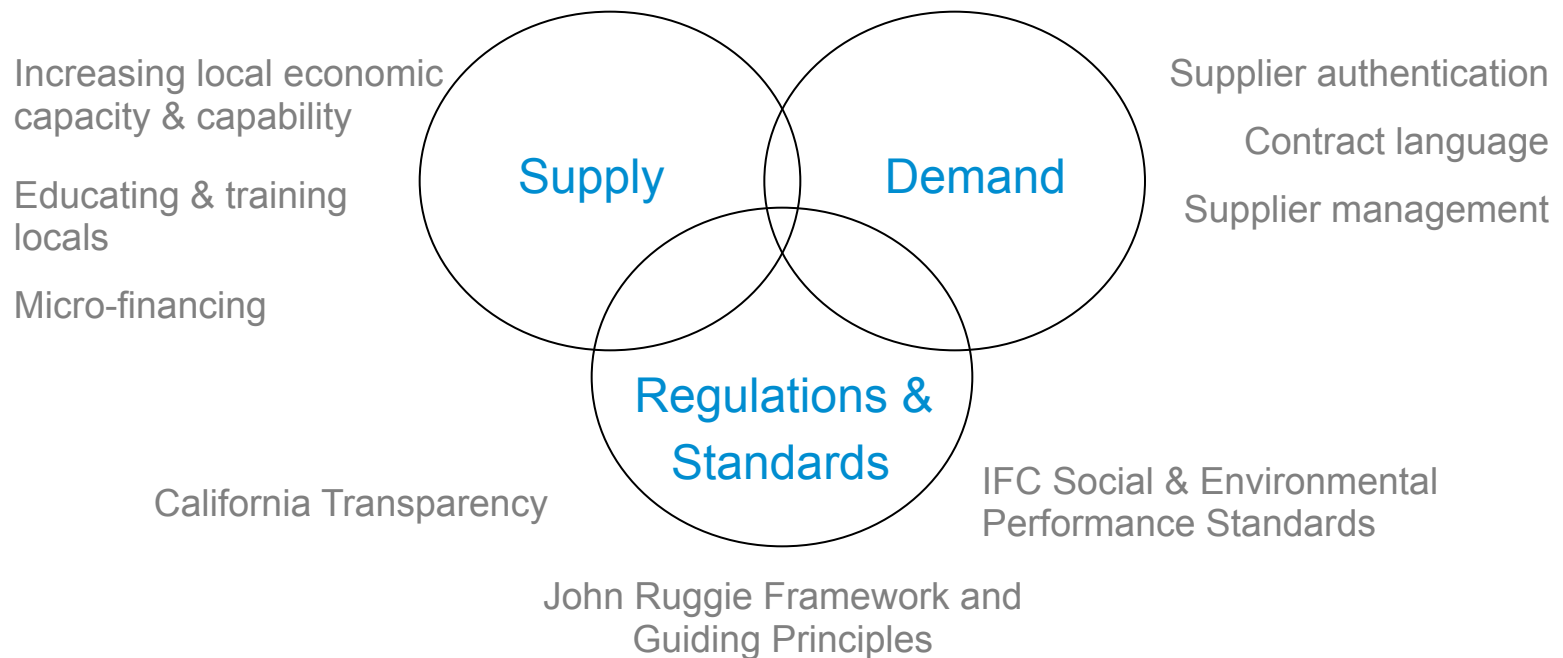 Increasing local economic
capacity & capability
Educating & training
locals
Micro-financing
Supply
Demand
Supplier authentication
Contract language
Supplier management
Regulations &
Standards
California Transparency
IFC Social & Environmental
Performance Standards
John Ruggie Framework and
Guiding Principles